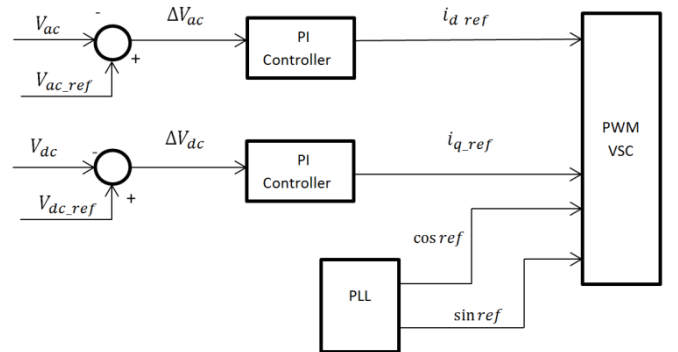 -
V_ac
ΔV_ac
PI
Controller
i_d ref
+
V_ac_ref
PWM
VSC
V_dc
-
ΔV_dc
PI
Controller
i_q_ref
V_dc_ref
+
cos ref
PLL
sin ref